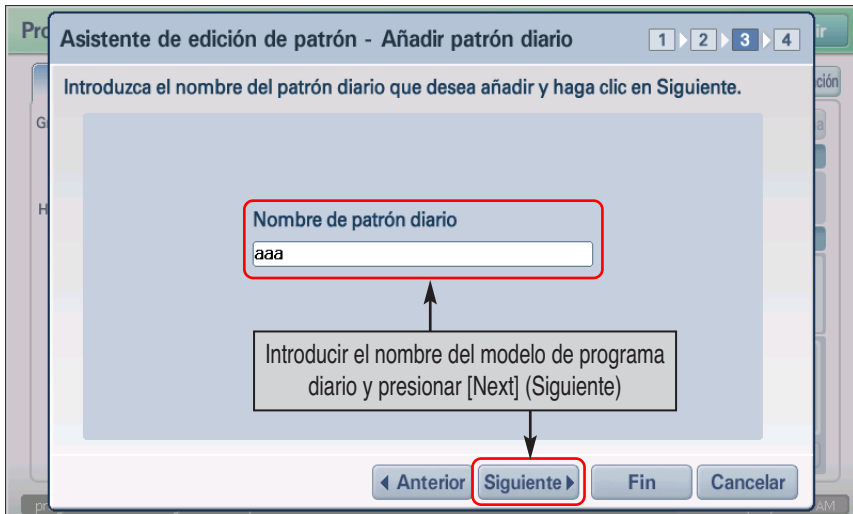 Asistente de edición de patrón - Añadir patrón diario
1 2 3 4
Introduzca el nombre del patrón diario que desea añadir y haga clic en Siguiente.
Nombre de patrón diario
aaa
Introducir el nombre del modelo de programa
diario y presionar [Next] (Siguiente)
Anterior Siguiente Fin Cancelar
AM